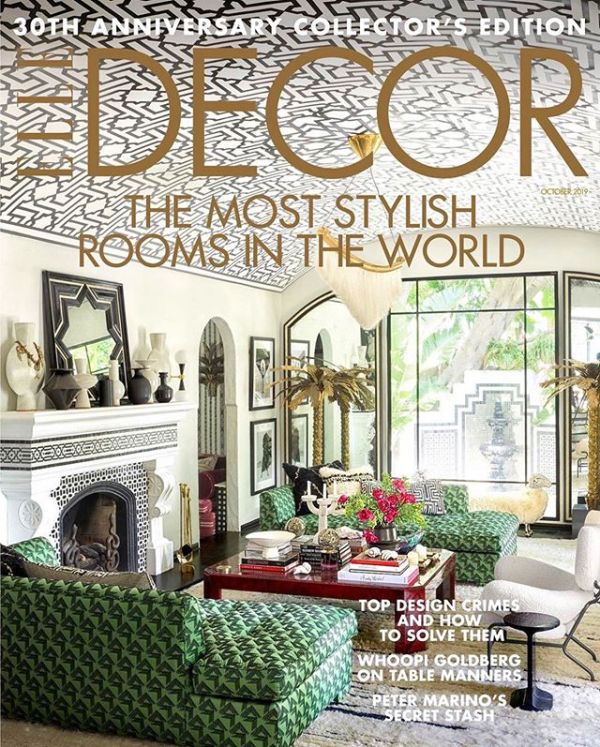 30TH ANNIVERSARY COLLECTOR'S EDITION
ELLE DECOR
OCTOBER 2019
THE MOST STYLISH
ROOMS IN THE WORLD
TOP DESIGN CRIMES
AND HOW
TO SOLVE THEM
WHOOPI GOLDBERG
ON TABLE MANNERS
PETER MARINO'S
SECRET STASH